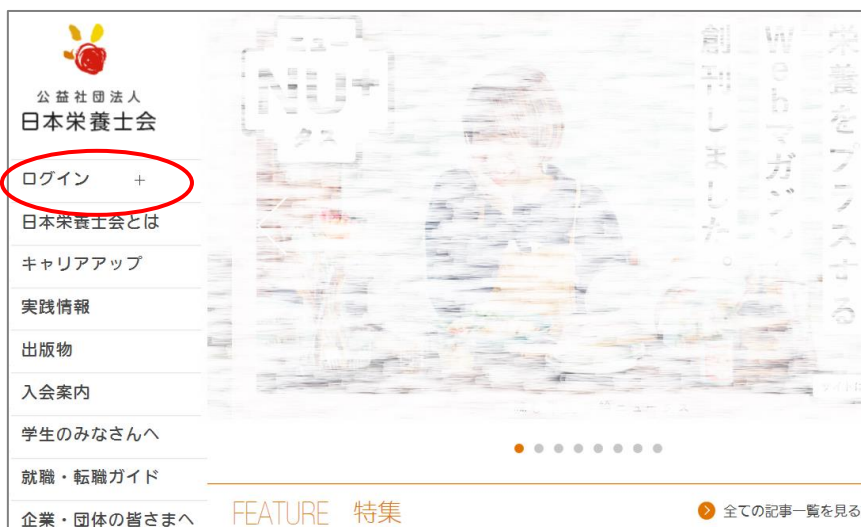 公益社団法人
日本栄養士会
ログイン +
日本栄養士会とは
キャリアアップ
実践情報
出版物
入会案内
学生のみなさんへ
就職・転職ガイド
企業・団体の皆さまへ
ニュー
NU+
タス
栄養をプラスする
Webマガジン、
創刊しました。
FEATURE 特集
全ての記事一覧を見る